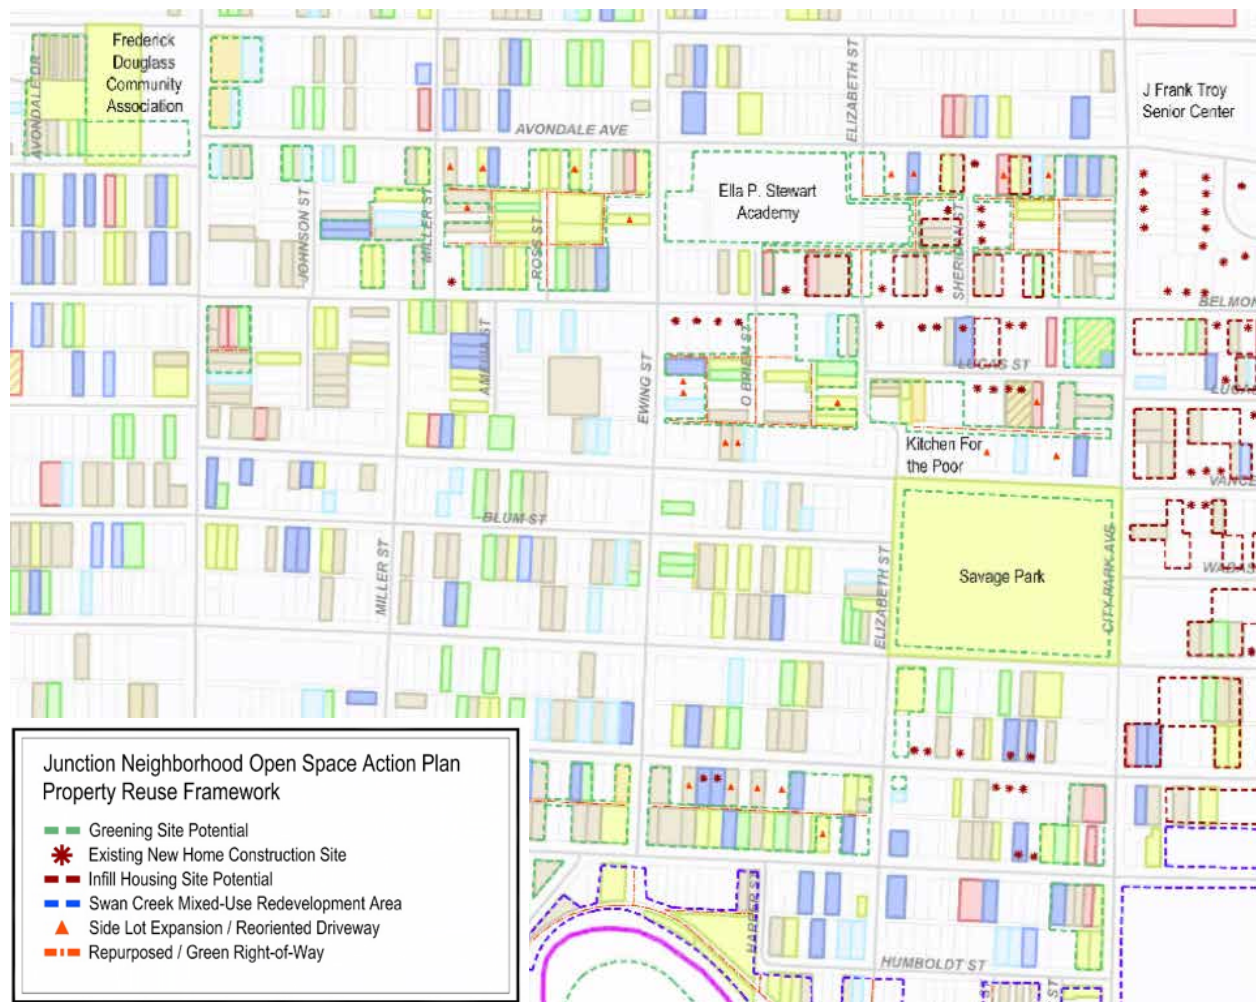 Frederick
Douglass
Community
Association
AVONDALE DR
ELIZABETH ST
J Frank Troy
Senior Center
AVONDALE AVE
Ella P. Stewart
Academy
JOHNSON ST
MILLER ST
ROSS ST
SHERIDAN ST
BELMON
AMELIA ST
EWING ST
O BRIEN ST
LUCAS ST
LUCAS
Kitchen For
the Poor
VANCE
BLUM ST
MILLER ST
ELIZABETH ST
Savage Park
CITY PARK AVE
WABAS
Junction Neighborhood Open Space Action Plan
Property Reuse Framework
Greening Site Potential
Existing New Home Construction Site
Infill Housing Site Potential
Swan Creek Mixed-Use Redevelopment Area
Side Lot Expansion / Reoriented Driveway
Repurposed / Green Right-of-Way
HUMBOLDT ST
ST
ST